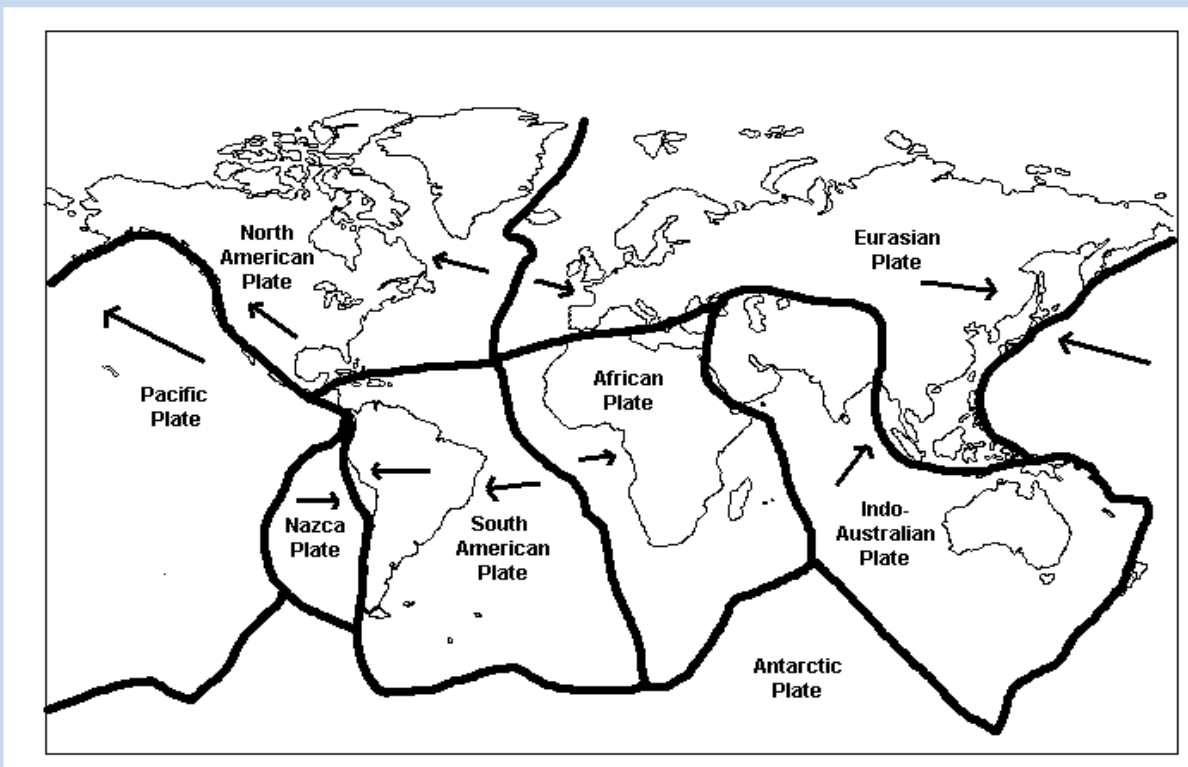 North
American
Plate
Eurasian
Plate
Pacific
Plate
African
Plate
Nazca
Plate
South
American
Plate
Indo-
Australian
Plate
Antarctic
Plate